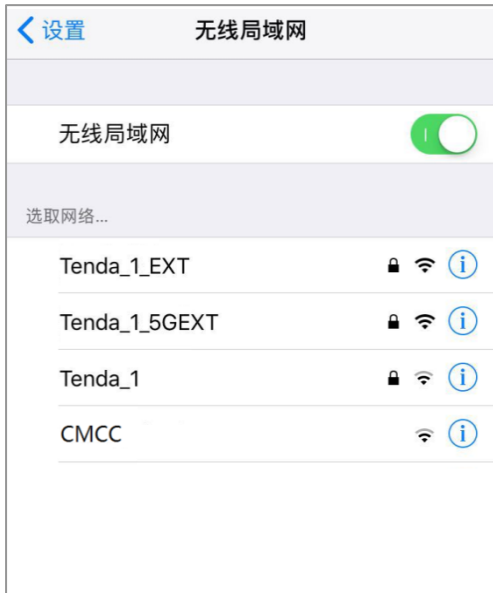 设置 无线局域网
无线局域网
选取网络...
Tenda_1_EXT
Tenda_1_5GEXT
Tenda_1
CMCC